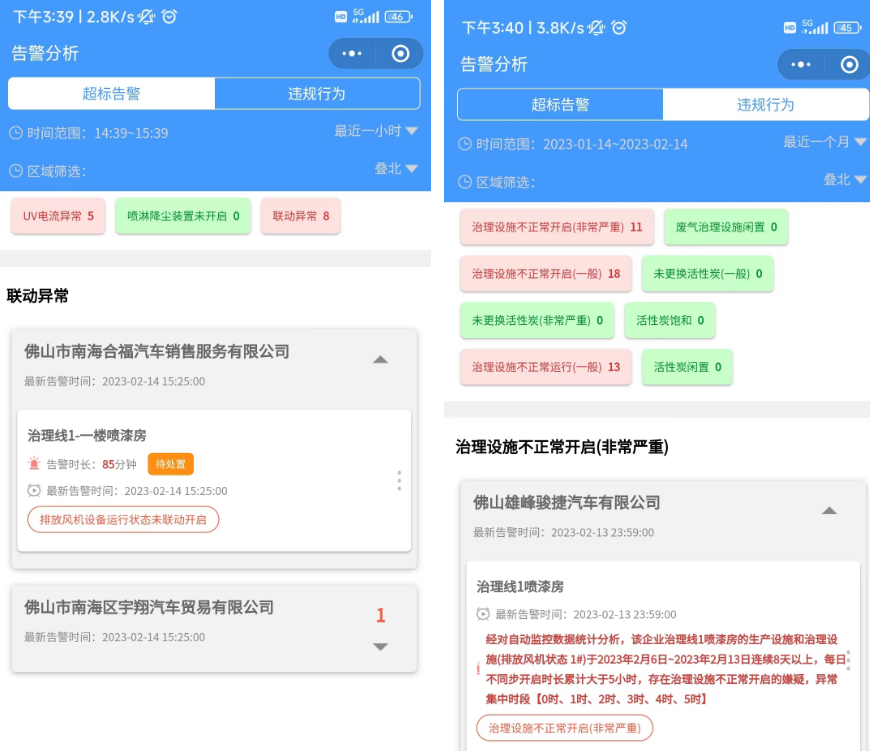 下午3:39 | 2.8K/s
HD 5G 46
告警分析
超标告警 违规行为
时间范围：14:39~15:39 最近一小时
区域筛选： 叠北
UV电流异常 5 喷淋降尘装置未开启 0 联动异常 8
联动异常
佛山市南海合福汽车销售服务有限公司
最新告警时间：2023-02-14 15:25:00
治理线1-一楼喷漆房
告警时长：85分钟 待处置
最新告警时间：2023-02-14 15:25:00
排放风机设备运行状态未联动开启
佛山市南海区宇翔汽车贸易有限公司
1
最新告警时间：2023-02-14 15:25:00
下午3:40 | 3.8K/s
HD 5G 45
告警分析
超标告警 违规行为
时间范围：2023-01-14~2023-02-14 最近一个月
区域筛选： 叠北
治理设施不正常开启(非常严重) 11 废气治理设施闲置 0
治理设施不正常开启(一般) 18 未更换活性炭(一般) 0
未更换活性炭(非常严重) 0 活性炭饱和 0
治理设施不正常运行(一般) 13 活性炭闲置 0
治理设施不正常开启(非常严重)
佛山雄峰骏捷汽车有限公司
最新告警时间：2023-02-13 23:59:00
治理线1喷漆房
最新告警时间：2023-02-13 23:59:00
经对自动监控数据统计分析，该企业治理线1喷漆房的生产设施和治理设
施(排放风机状态 1#)于2023年2月6日~2023年2月13日连续8天以上，每日
不同步开启时长累计大于5小时，存在治理设施不正常开启的嫌疑，异常
集中时段【0时、1时、2时、3时、4时、5时】
治理设施不正常开启(非常严重)